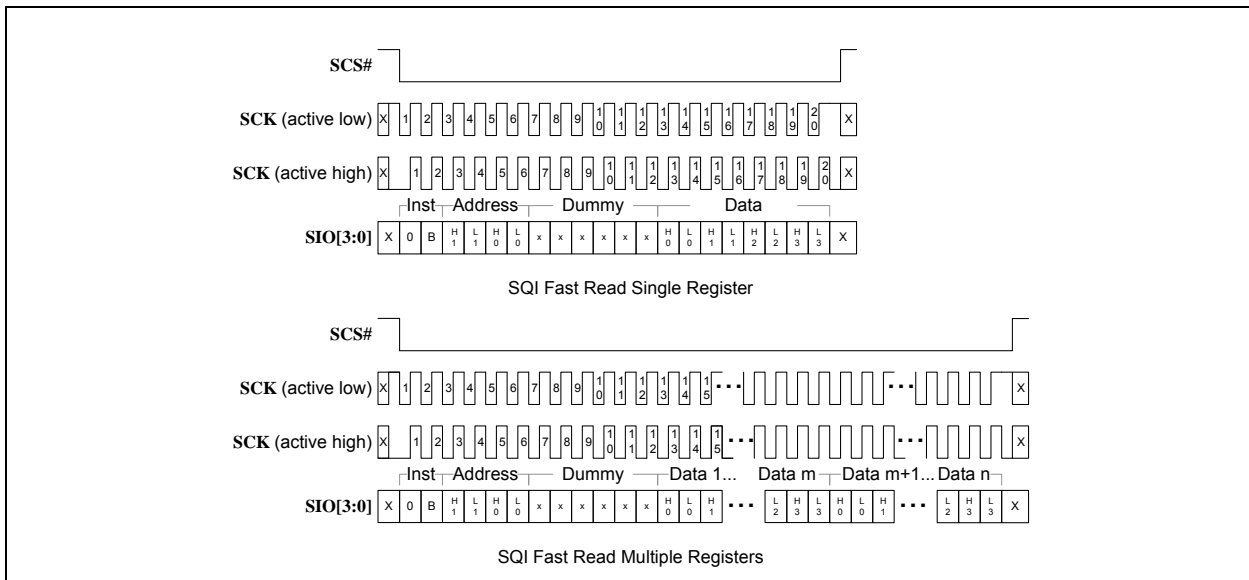 SCS#
SCK (active low) X 1 2 3 4 5 6 7 8 9 10 11 12 13 14 15 16 17 18 19 20 X
SCK (active high) X 1 2 3 4 5 6 7 8 9 10 11 12 13 14 15 16 17 18 19 20 X
Inst Address Dummy Data
SIO[3:0] X 0 B H1 L1 H0 L0 x x x x x x H0 L0 H1 L1 H2 L2 H3 L3 X
SQI Fast Read Single Register
SCS#
SCK (active low) X 1 2 3 4 5 6 7 8 9 10 11 12 13 14 15 ... ... X
SCK (active high) X 1 2 3 4 5 6 7 8 9 10 11 12 13 14 15 ... ... X
Inst Address Dummy Data 1... Data m Data m+1... Data n
SIO[3:0] X 0 B H1 L1 H0 L0 x x x x x x H0 L0 H1 ... L2 H3 L3 H0 L0 H1 ... L2 H3 L3 X
SQI Fast Read Multiple Registers